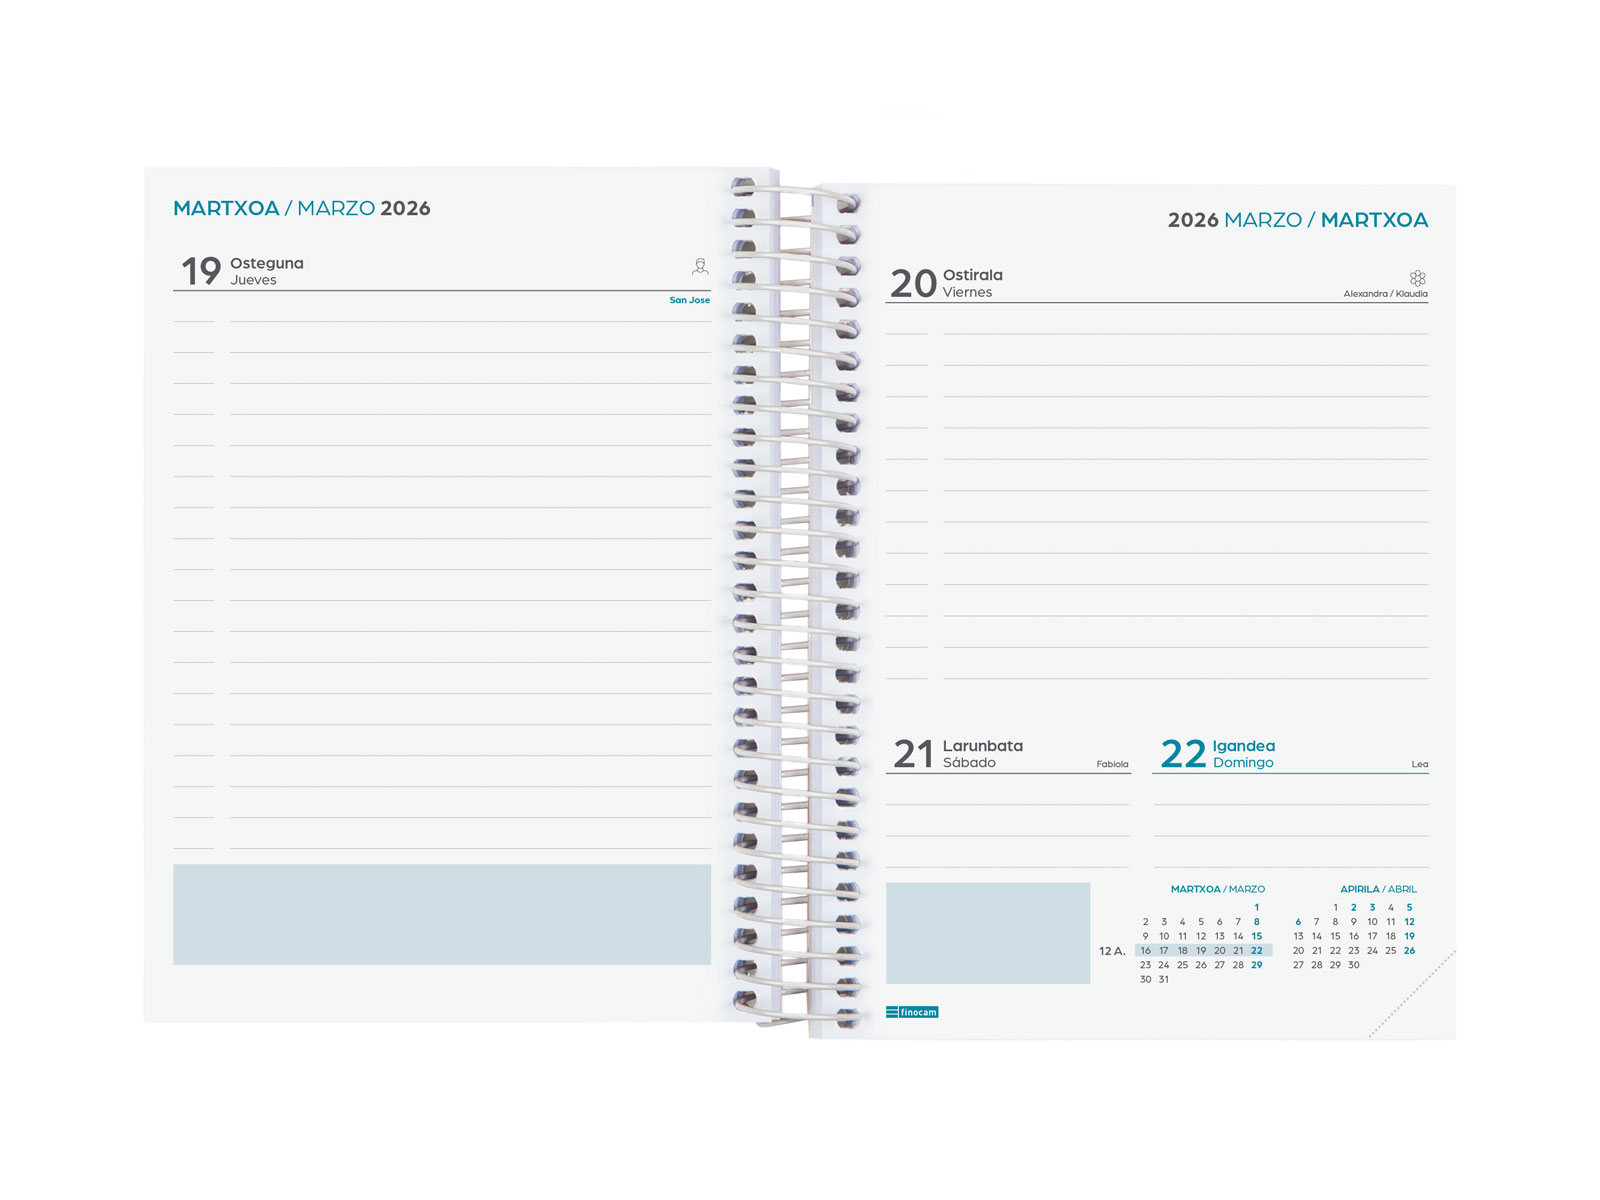 MARTXOA / MARZO 2026
19 Osteguna
Jueves
San Jose
2026 MARZO / MARTXOA
20 Ostirala
Viernes
Alexandra / Klaudia
21 Larunbata
Sábado
Fabiola
22 Igandea
Domingo
Lea
MARTXOA / MARZO
1
2 3 4 5 6 7 8
9 10 11 12 13 14 15
12 A. 16 17 18 19 20 21 22
23 24 25 26 27 28 29
30 31
APIRILA / ABRIL
1 2 3 4 5
6 7 8 9 10 11 12
13 14 15 16 17 18 19
20 21 22 23 24 25 26
27 28 29 30
finocam